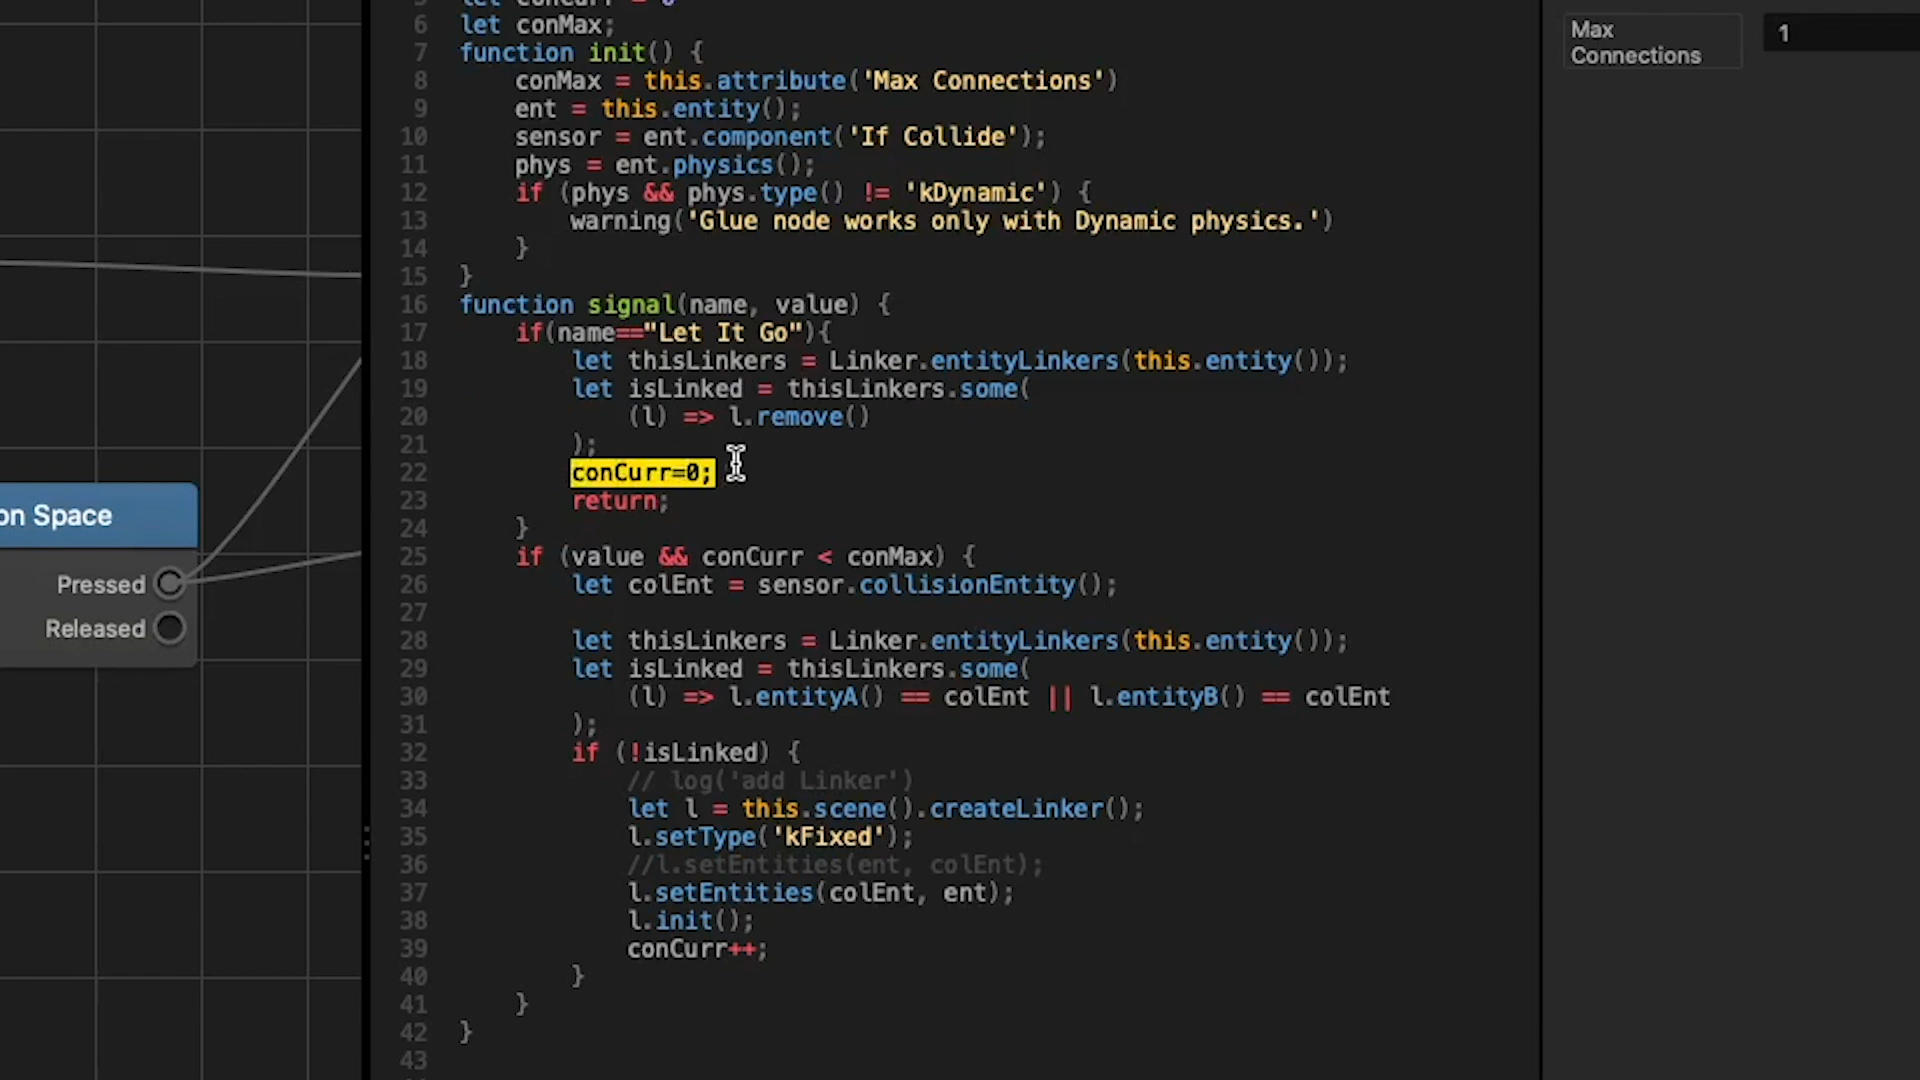 let conCurr = 0
6 let conMax;
7 function init() {
8 conMax = this.attribute('Max Connections')
9 ent = this.entity();
10 sensor = ent.component('If Collide');
11 phys = ent.physics();
12 if (phys && phys.type() != 'kDynamic') {
13 warning('Glue node works only with Dynamic physics.')
14 }
15 }
16 function signal(name, value) {
17 if(name=="Let It Go"){
18 let thisLinkers = Linker.entityLinkers(this.entity());
19 let isLinked = thisLinkers.some(
20 (l) => l.remove()
21 );
22 conCurr=0;
23 return;
24 }
25 if (value && conCurr < conMax) {
26 let colEnt = sensor.collisionEntity();
27
28 let thisLinkers = Linker.entityLinkers(this.entity());
29 let isLinked = thisLinkers.some(
30 (l) => l.entityA() == colEnt || l.entityB() == colEnt
31 );
32 if (!isLinked) {
33 // log('add Linker')
34 let l = this.scene().createLinker();
35 l.setType('kFixed');
36 //l.setEntities(ent, colEnt);
37 l.setEntities(colEnt, ent);
38 l.init();
39 conCurr++;
40 }
41 }
42 }
43
on Space
Pressed
Released
Max
Connections
1